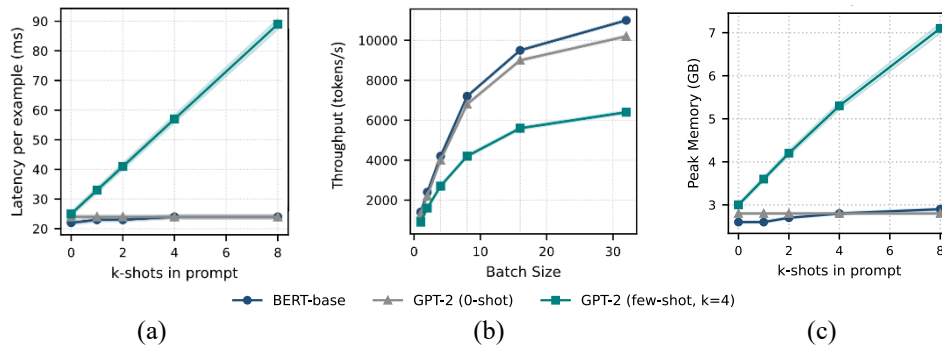 Latency per example (ms)
90
80
70
60
50
40
30
20
0
2
4
6
8
k-shots in prompt
Throughput (tokens/s)
10000
8000
6000
4000
2000
0
10
20
30
Batch Size
Peak Memory (GB)
7
6
5
4
3
0
2
4
6
8
k-shots in prompt
BERT-base
GPT-2 (0-shot)
GPT-2 (few-shot, k=4)
(a)
(b)
(c)